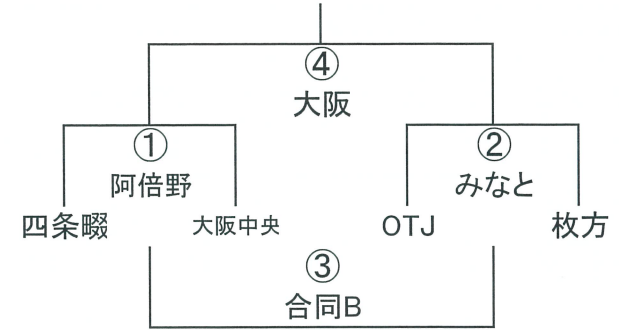 ④
大阪
①
②
阿倍野
みなと
四条畷
大阪中央
OTJ
枚方
③
合同B